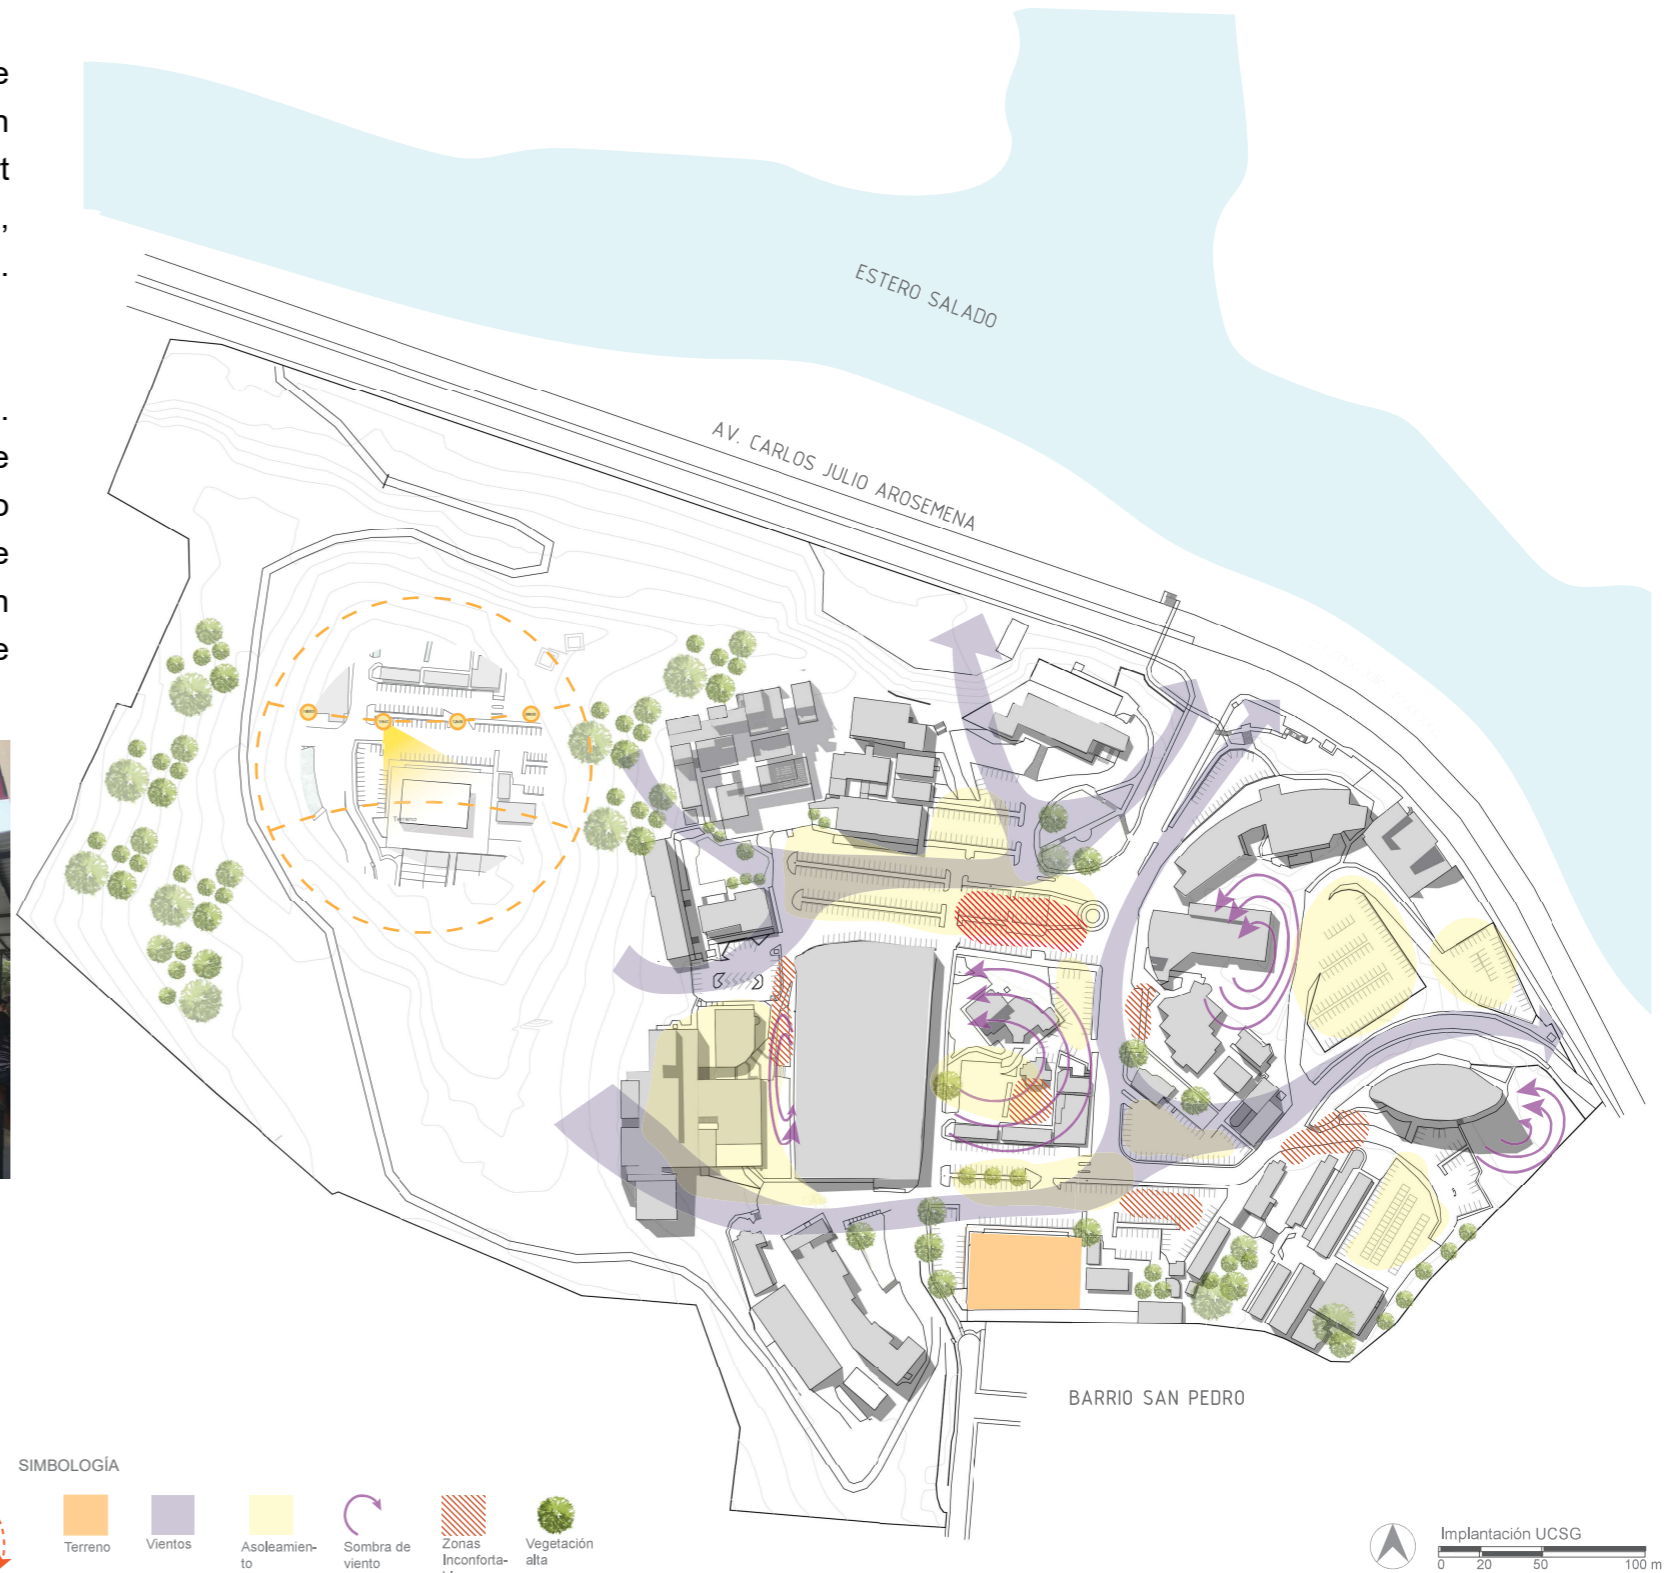 e
n
t
,
.
.
e
o
e
n
e
ESTERO SALADO
AV. CARLOS JULIO AROSEMENA
Terreno
BARRIO SAN PEDRO
SIMBOLOGÍA
Terreno
Vientos
Asoleamien-
to
Sombra de
viento
Zonas
Inconforta-
Vegetación
alta
Implantación UCSG
0 20 50 100 m